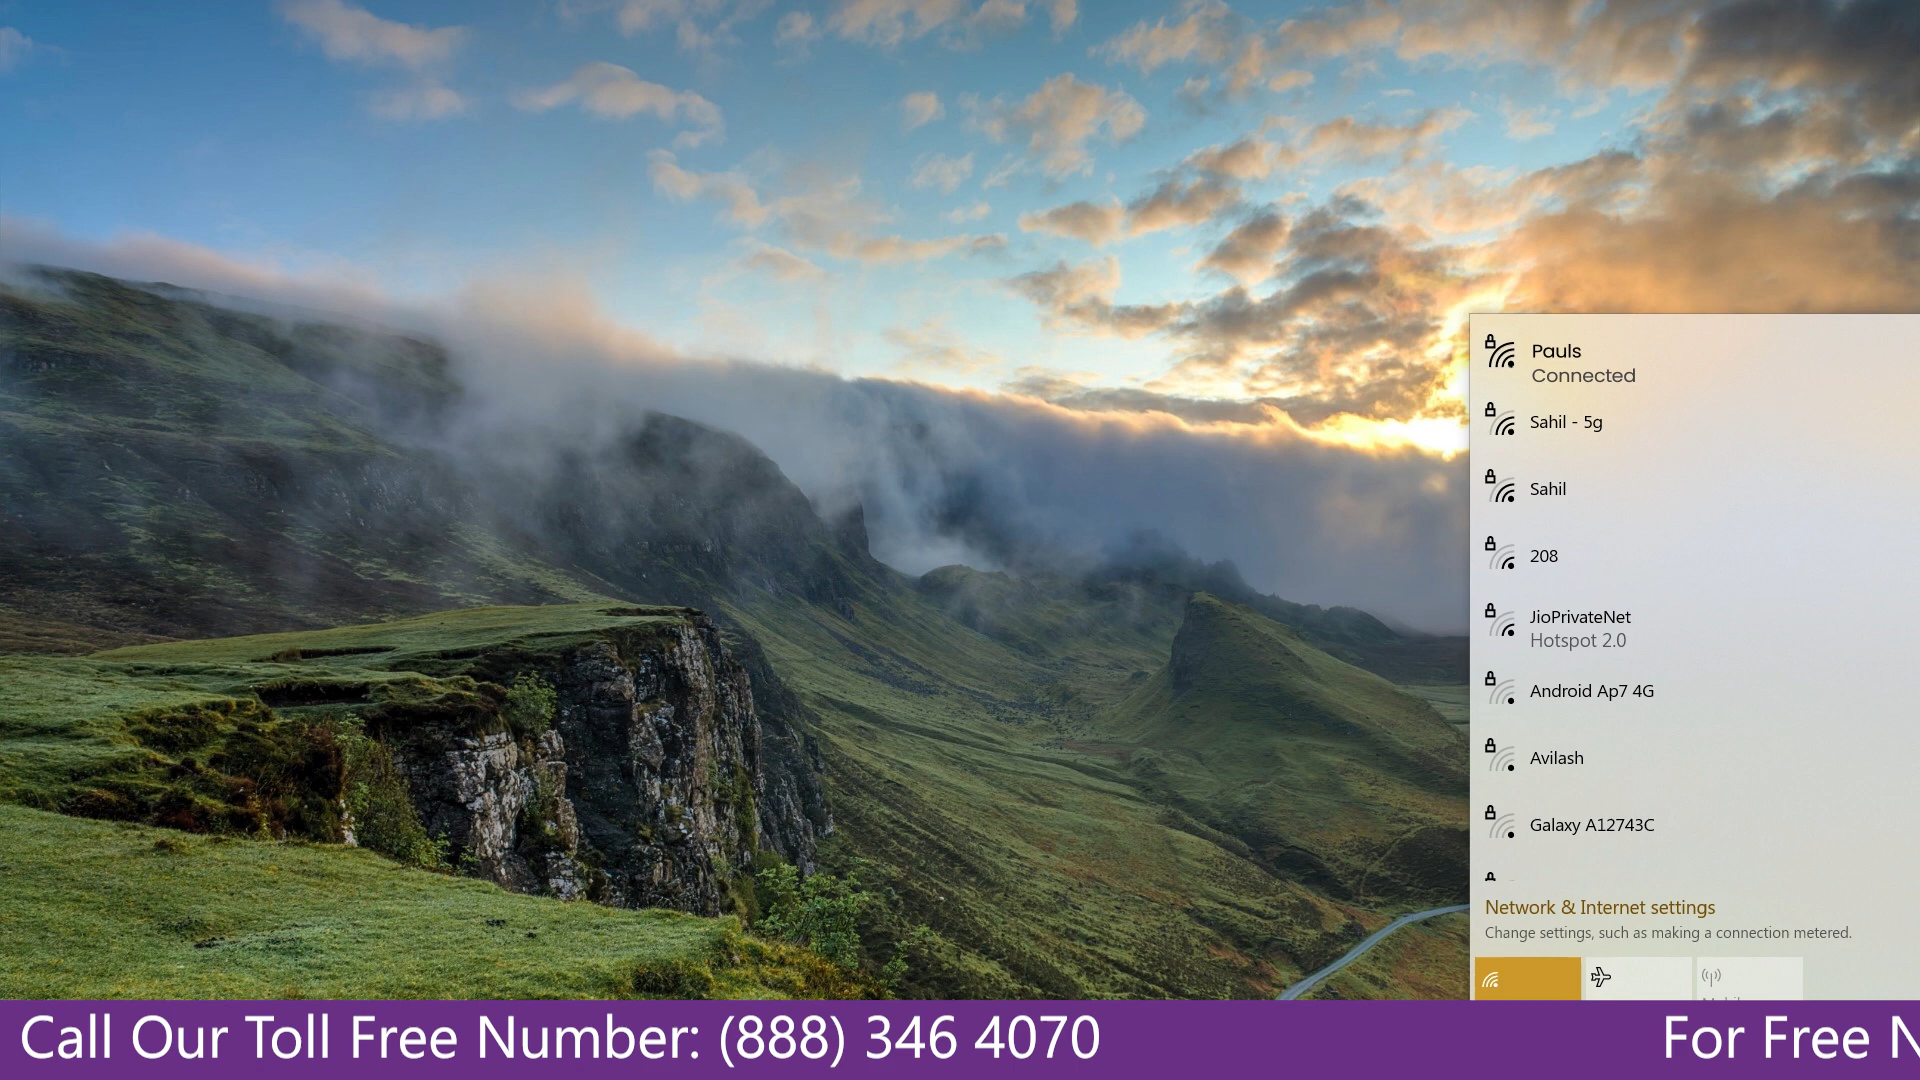 Pauls
Connected
Sahil - 5g
Sahil
208
JioPrivateNet
Hotspot 2.0
Android Ap7 4G
Avilash
Galaxy A12743C
Network & Internet settings
Change settings, such as making a connection metered.
Call Our Toll Free Number: (888) 346 4070
For Free